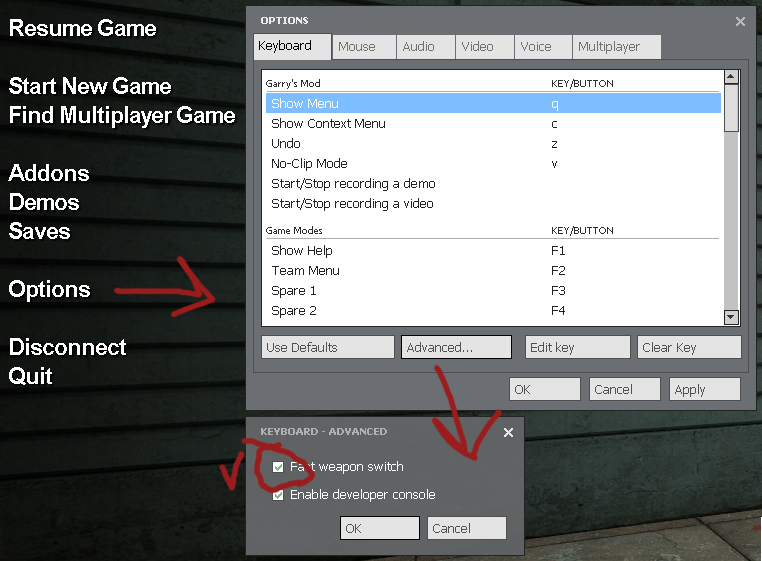 Resume Game
Start New Game
Find Multiplayer Game
Addons
Demos
Saves
Options
Disconnect
Quit
OPTIONS
Keyboard Mouse Audio Video Voice Multiplayer
Garry's Mod KEY/BUTTON
Show Menu q
Show Context Menu c
Undo z
No-Clip Mode v
Start/Stop recording a demo
Start/Stop recording a video
Game Modes KEY/BUTTON
Show Help F1
Team Menu F2
Spare 1 F3
Spare 2 F4
Use Defaults Advanced... Edit key Clear Key
OK Cancel Apply
KEYBOARD - ADVANCED
Fast weapon switch
Enable developer console
OK Cancel